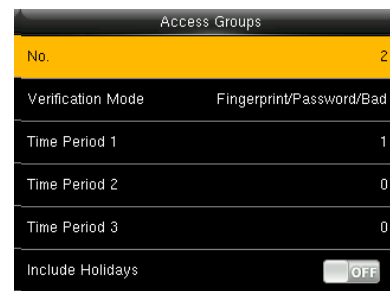 Access Groups
No. 2
Verification Mode Fingerprint/Password/Bad
Time Period 1 1
Time Period 2 0
Time Period 3 0
Include Holidays OFF